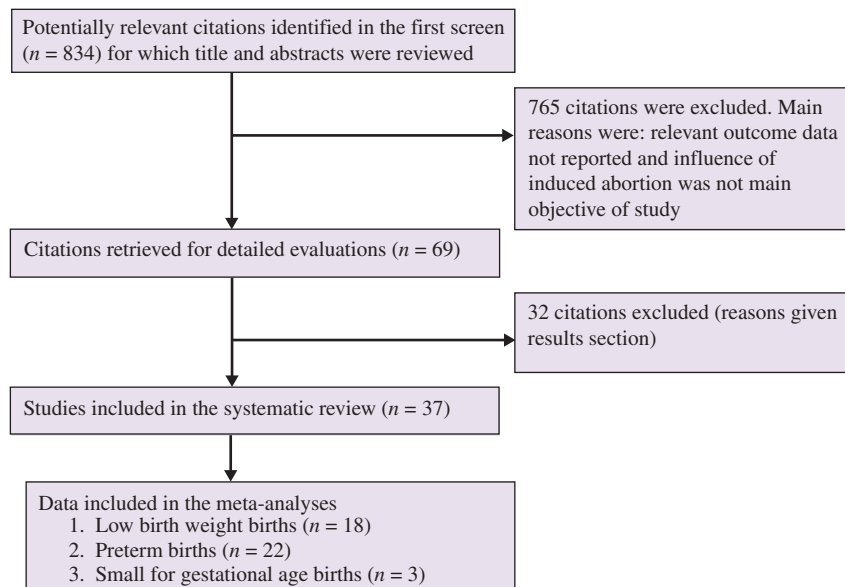 Potentially relevant citations identified in the first screen
(n = 834) for which title and abstracts were reviewed
765 citations were excluded. Main
reasons were: relevant outcome data
not reported and influence of
induced abortion was not main
objective of study
Citations retrieved for detailed evaluations (n = 69)
32 citations excluded (reasons given
results section)
Studies included in the systematic review (n = 37)
Data included in the meta-analyses
1. Low birth weight births (n = 18)
2. Preterm births (n = 22)
3. Small for gestational age births (n = 3)